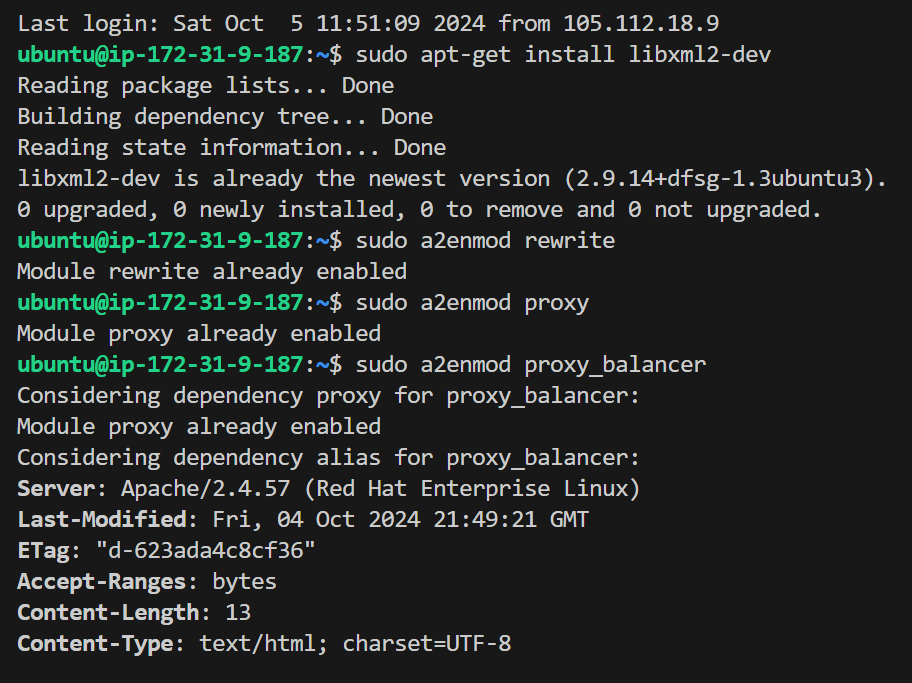 Last login: Sat Oct  5 11:51:09 2024 from 105.112.18.9
ubuntu@ip-172-31-9-187:~$ sudo apt-get install libxml2-dev
Reading package lists... Done
Building dependency tree... Done
Reading state information... Done
libxml2-dev is already the newest version (2.9.14+dfsg-1.3ubuntu3).
0 upgraded, 0 newly installed, 0 to remove and 0 not upgraded.
ubuntu@ip-172-31-9-187:~$ sudo a2enmod rewrite
Module rewrite already enabled
ubuntu@ip-172-31-9-187:~$ sudo a2enmod proxy
Module proxy already enabled
ubuntu@ip-172-31-9-187:~$ sudo a2enmod proxy_balancer
Considering dependency proxy for proxy_balancer:
Module proxy already enabled
Considering dependency alias for proxy_balancer:
Server: Apache/2.4.57 (Red Hat Enterprise Linux)
Last-Modified: Fri, 04 Oct 2024 21:49:21 GMT
ETag: "d-623ada4c8cf36"
Accept-Ranges: bytes
Content-Length: 13
Content-Type: text/html; charset=UTF-8